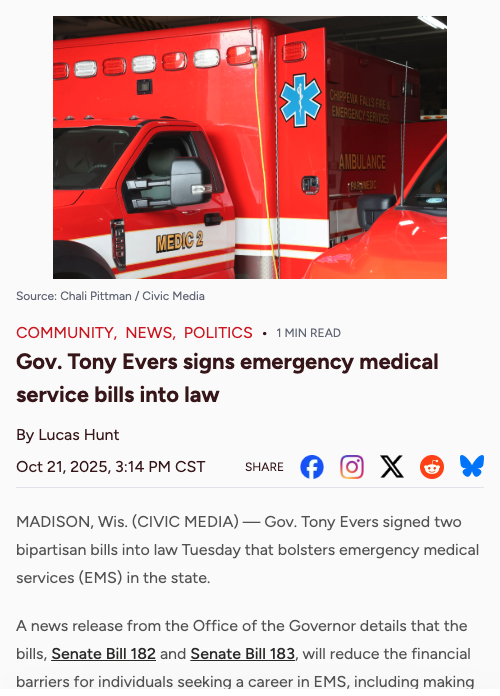 CHIPPEWA FALLS FIRE &
EMERGENCY SERVICES
AMBULANCE
PARAMEDIC
MEDIC 2
Source: Chali Pittman / Civic Media
COMMUNITY, NEWS, POLITICS • 1 MIN READ
Gov. Tony Evers signs emergency medical
service bills into law
By Lucas Hunt
Oct 21, 2025, 3:14 PM CST SHARE
MADISON, Wis. (CIVIC MEDIA) — Gov. Tony Evers signed two
bipartisan bills into law Tuesday that bolsters emergency medical
services (EMS) in the state.
A news release from the Office of the Governor details that the
bills, Senate Bill 182 and Senate Bill 183, will reduce the financial
barriers for individuals seeking a career in EMS, including making